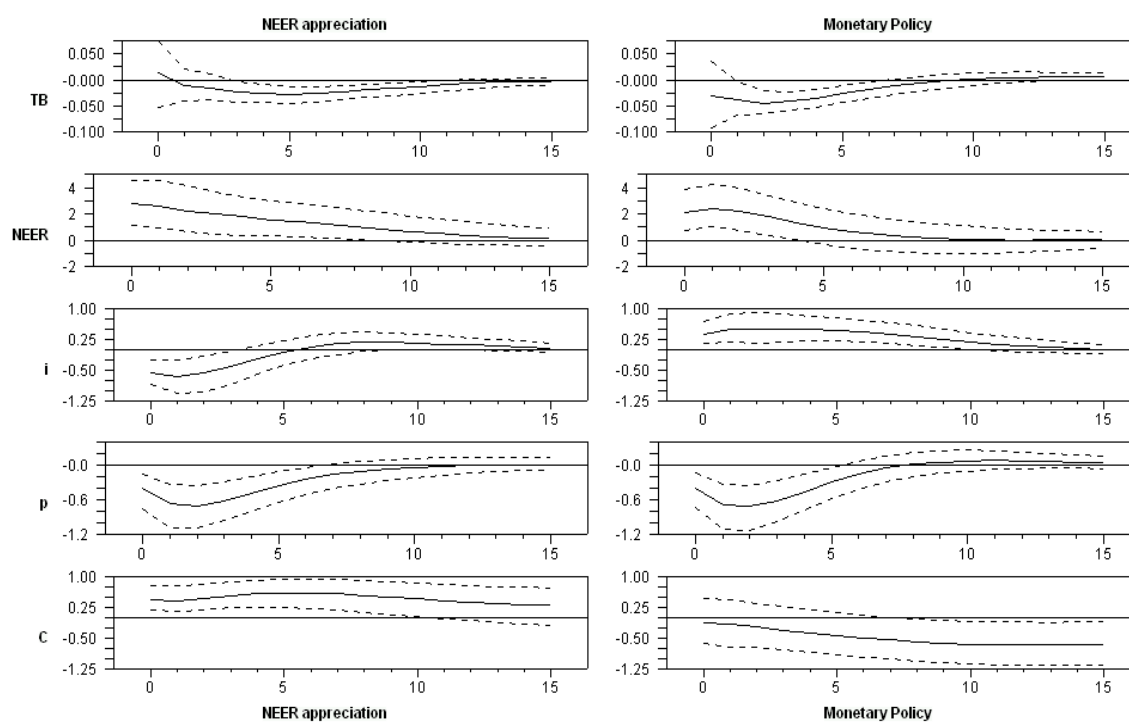 NEER appreciation Monetary Policy
TB
0.050 0.050
-0.000 -0.000
-0.050 -0.050
-0.100 -0.100
0 5 10 15 0 5 10 15
NEER
4 4
2 2
0 0
-2 -2
0 5 10 15 0 5 10 15
i
1.00 1.00
0.25 0.25
-0.50 -0.50
-1.25 -1.25
0 5 10 15 0 5 10 15
p
-0.0 -0.0
-0.6 -0.6
-1.2 -1.2
0 5 10 15 0 5 10 15
C
1.00 1.00
0.25 0.25
-0.50 -0.50
-1.25 -1.25
0 5 10 15 0 5 10 15
NEER appreciation Monetary Policy